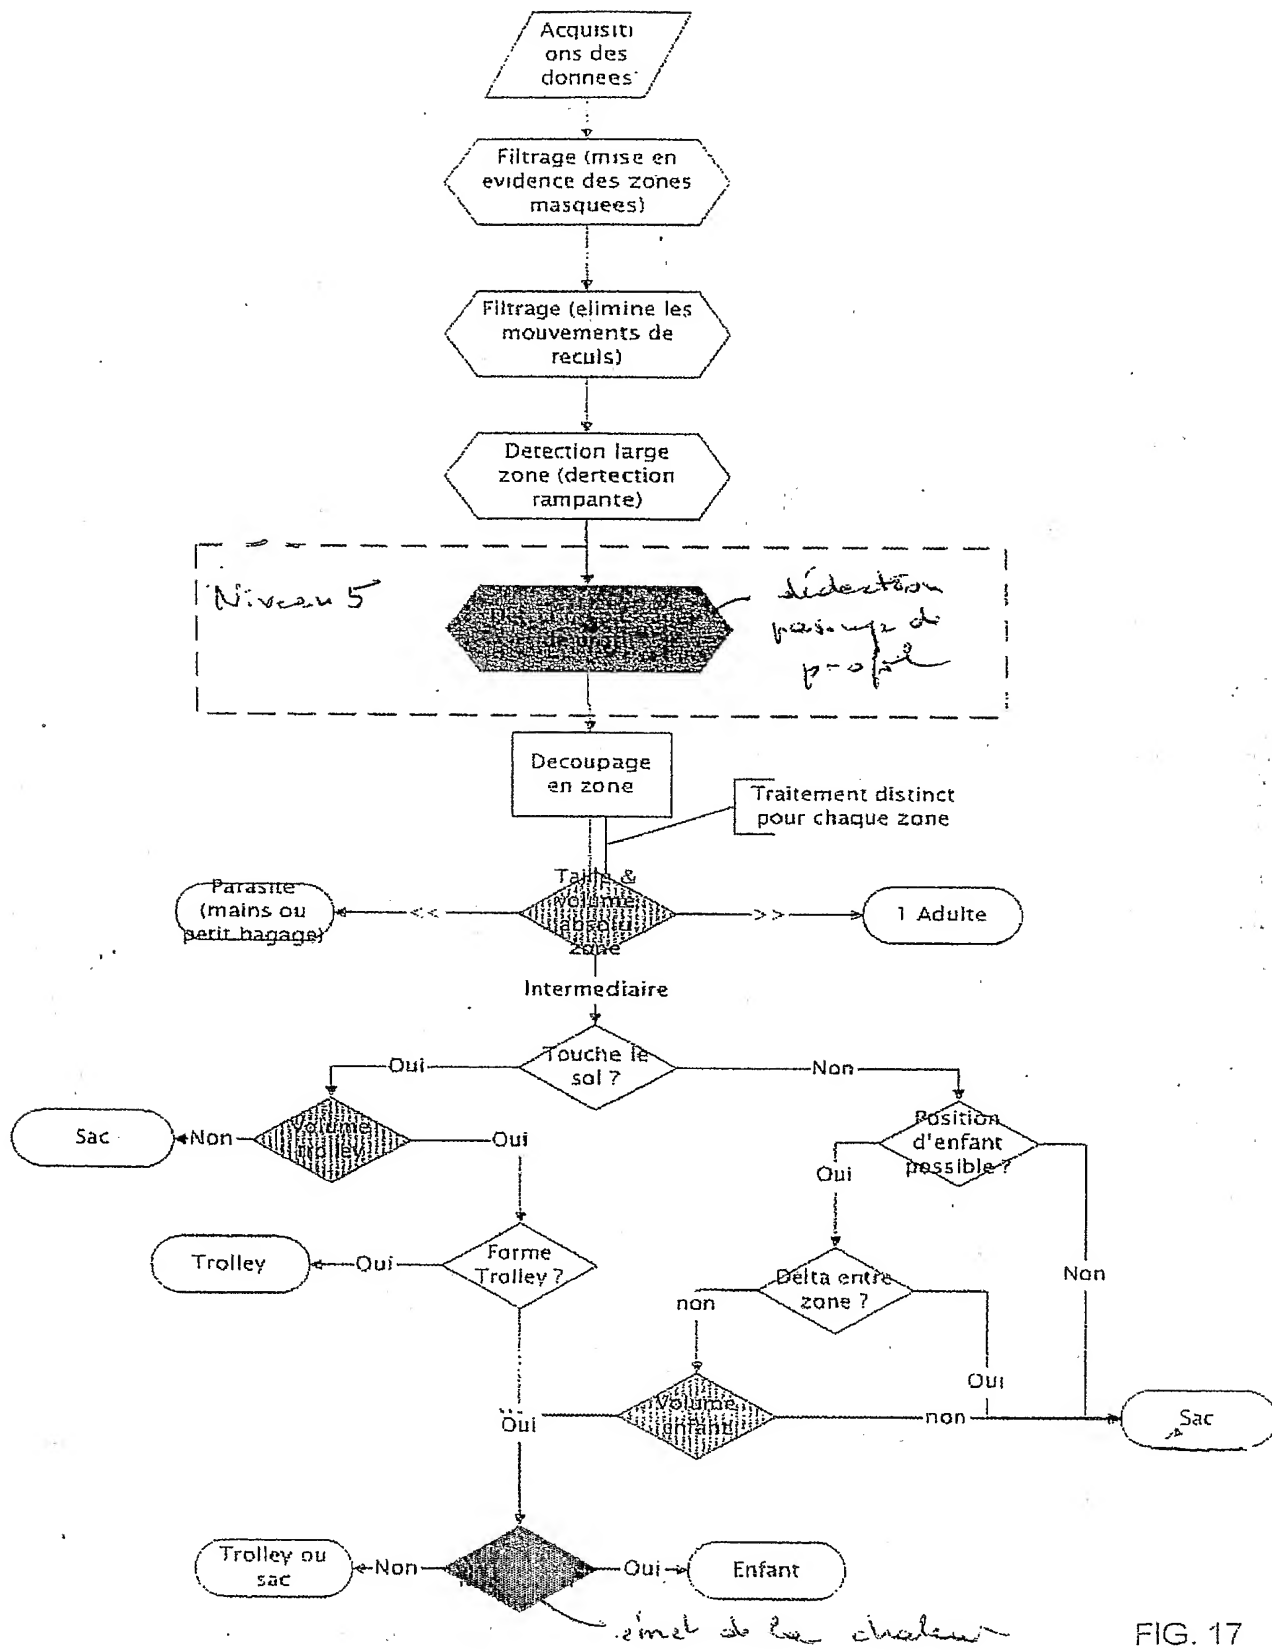 Acquisiti
ons des
donnees
Filtrage (mise en
evidence des zones
masquees)
Filtrage (elimine les
mouvements de
reculs)
Detection large
zone (dertection
rampante)
Niveau 5
de
profil
Decoupage
en zone
Traitement distinct
pour chaque zone
Taille &
volume
absolu
zone
<<
Parasite
(mains ou
petit bagage)
>>
1 Adulte
Intermediaire
Touche le
sol ?
Oui
Non
Volume
trolley
Non
Sac
Oui
Position
d'enfant
possible ?
Oui
Non
Forme
Trolley ?
Oui
Trolley
Delta entre
zone ?
non
Oui
Volume
enfant
Oui
non
Sac
Non
Trolley ou
sac
Oui
Enfant
émet de la chaleur
FIG. 17